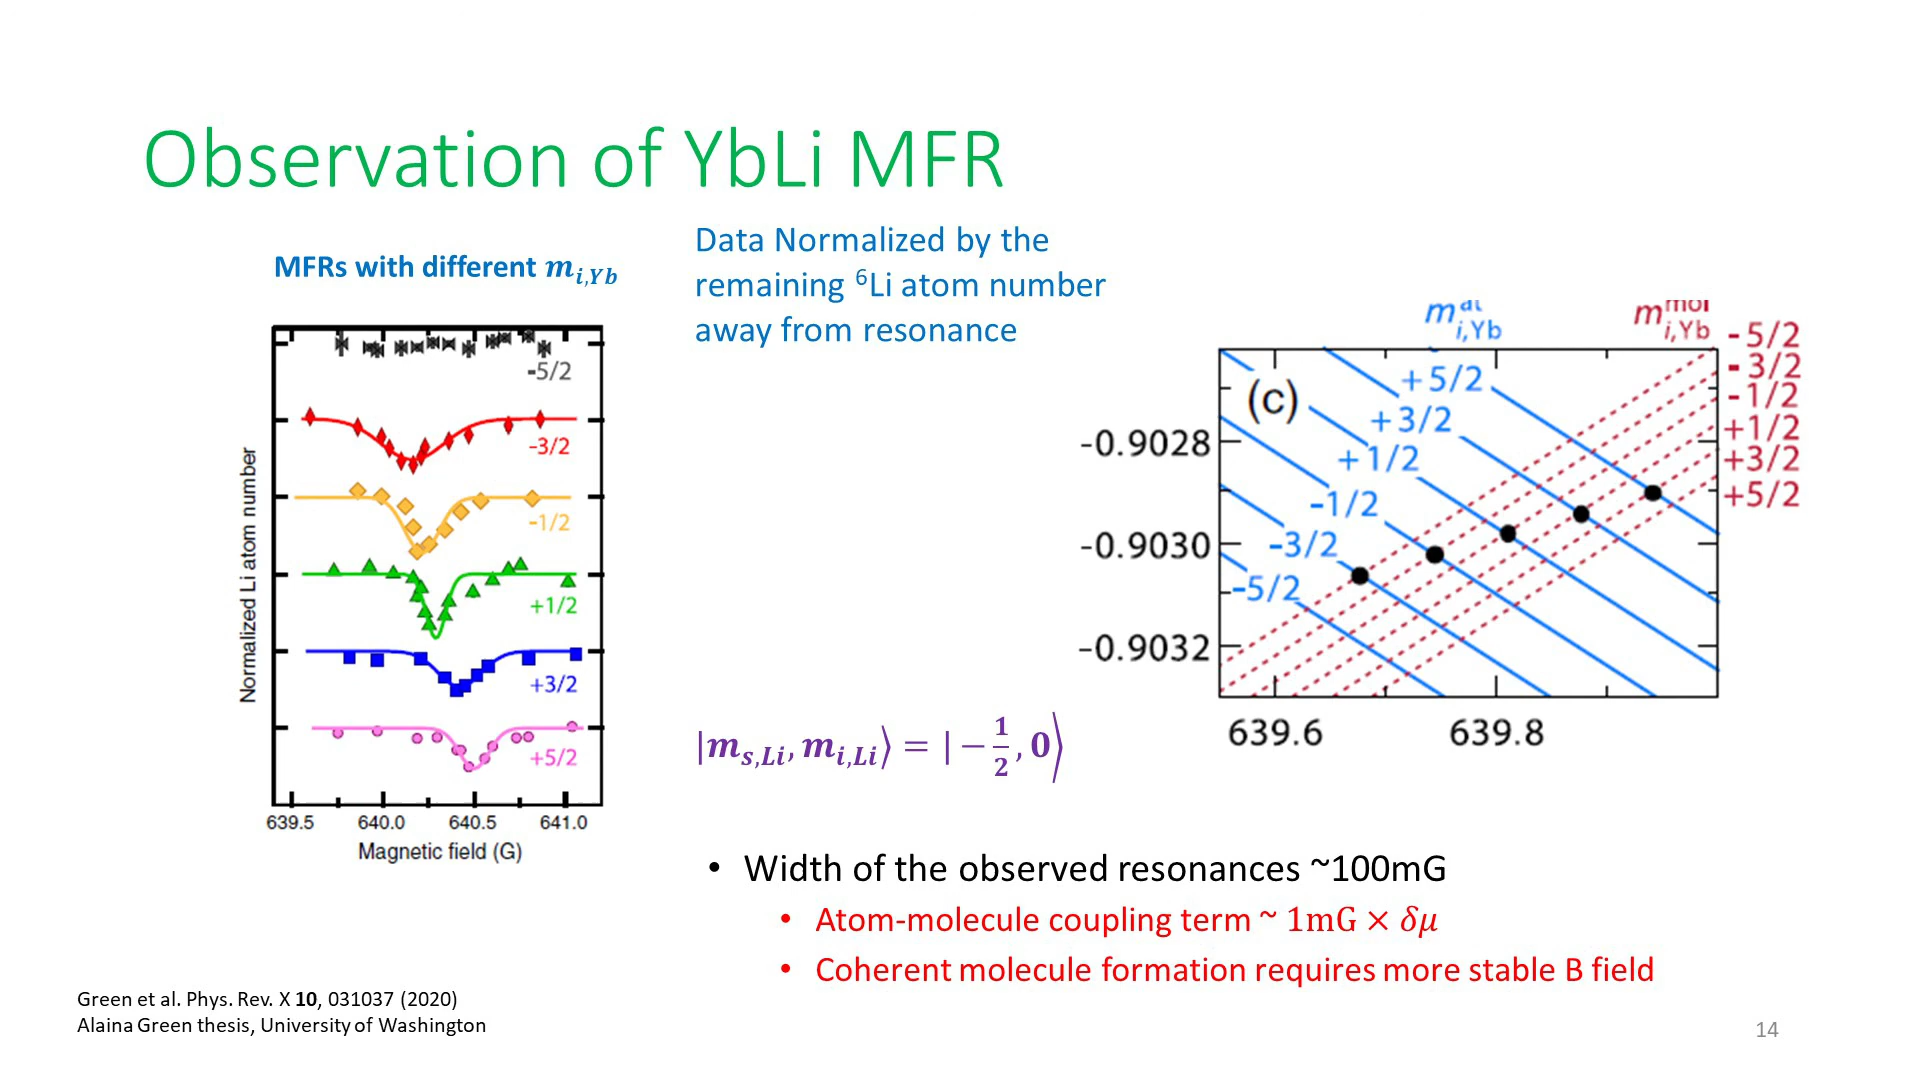 Observation of YbLi MFR
MFRs with different m_{i,Yb}
Data Normalized by the
remaining ⁶Li atom number
away from resonance
Normalized Li atom number
-5/2
-3/2
-1/2
+1/2
+3/2
+5/2
639.5 640.0 640.5 641.0
Magnetic field (G)
m^{at}_{i,Yb}
m^{mol}_{i,Yb}
(c)
+5/2
+3/2
+1/2
-1/2
-3/2
-5/2
- 5/2
- 3/2
- 1/2
+1/2
+3/2
+5/2
-0.9028
-0.9030
-0.9032
639.6 639.8
|m_{s,Li}, m_{i,Li}⟩ = | − 1/2, 0⟩
• Width of the observed resonances ~100mG
• Atom-molecule coupling term ~ 1mG × δμ
• Coherent molecule formation requires more stable B field
Green et al. Phys. Rev. X 10, 031037 (2020)
Alaina Green thesis, University of Washington
14